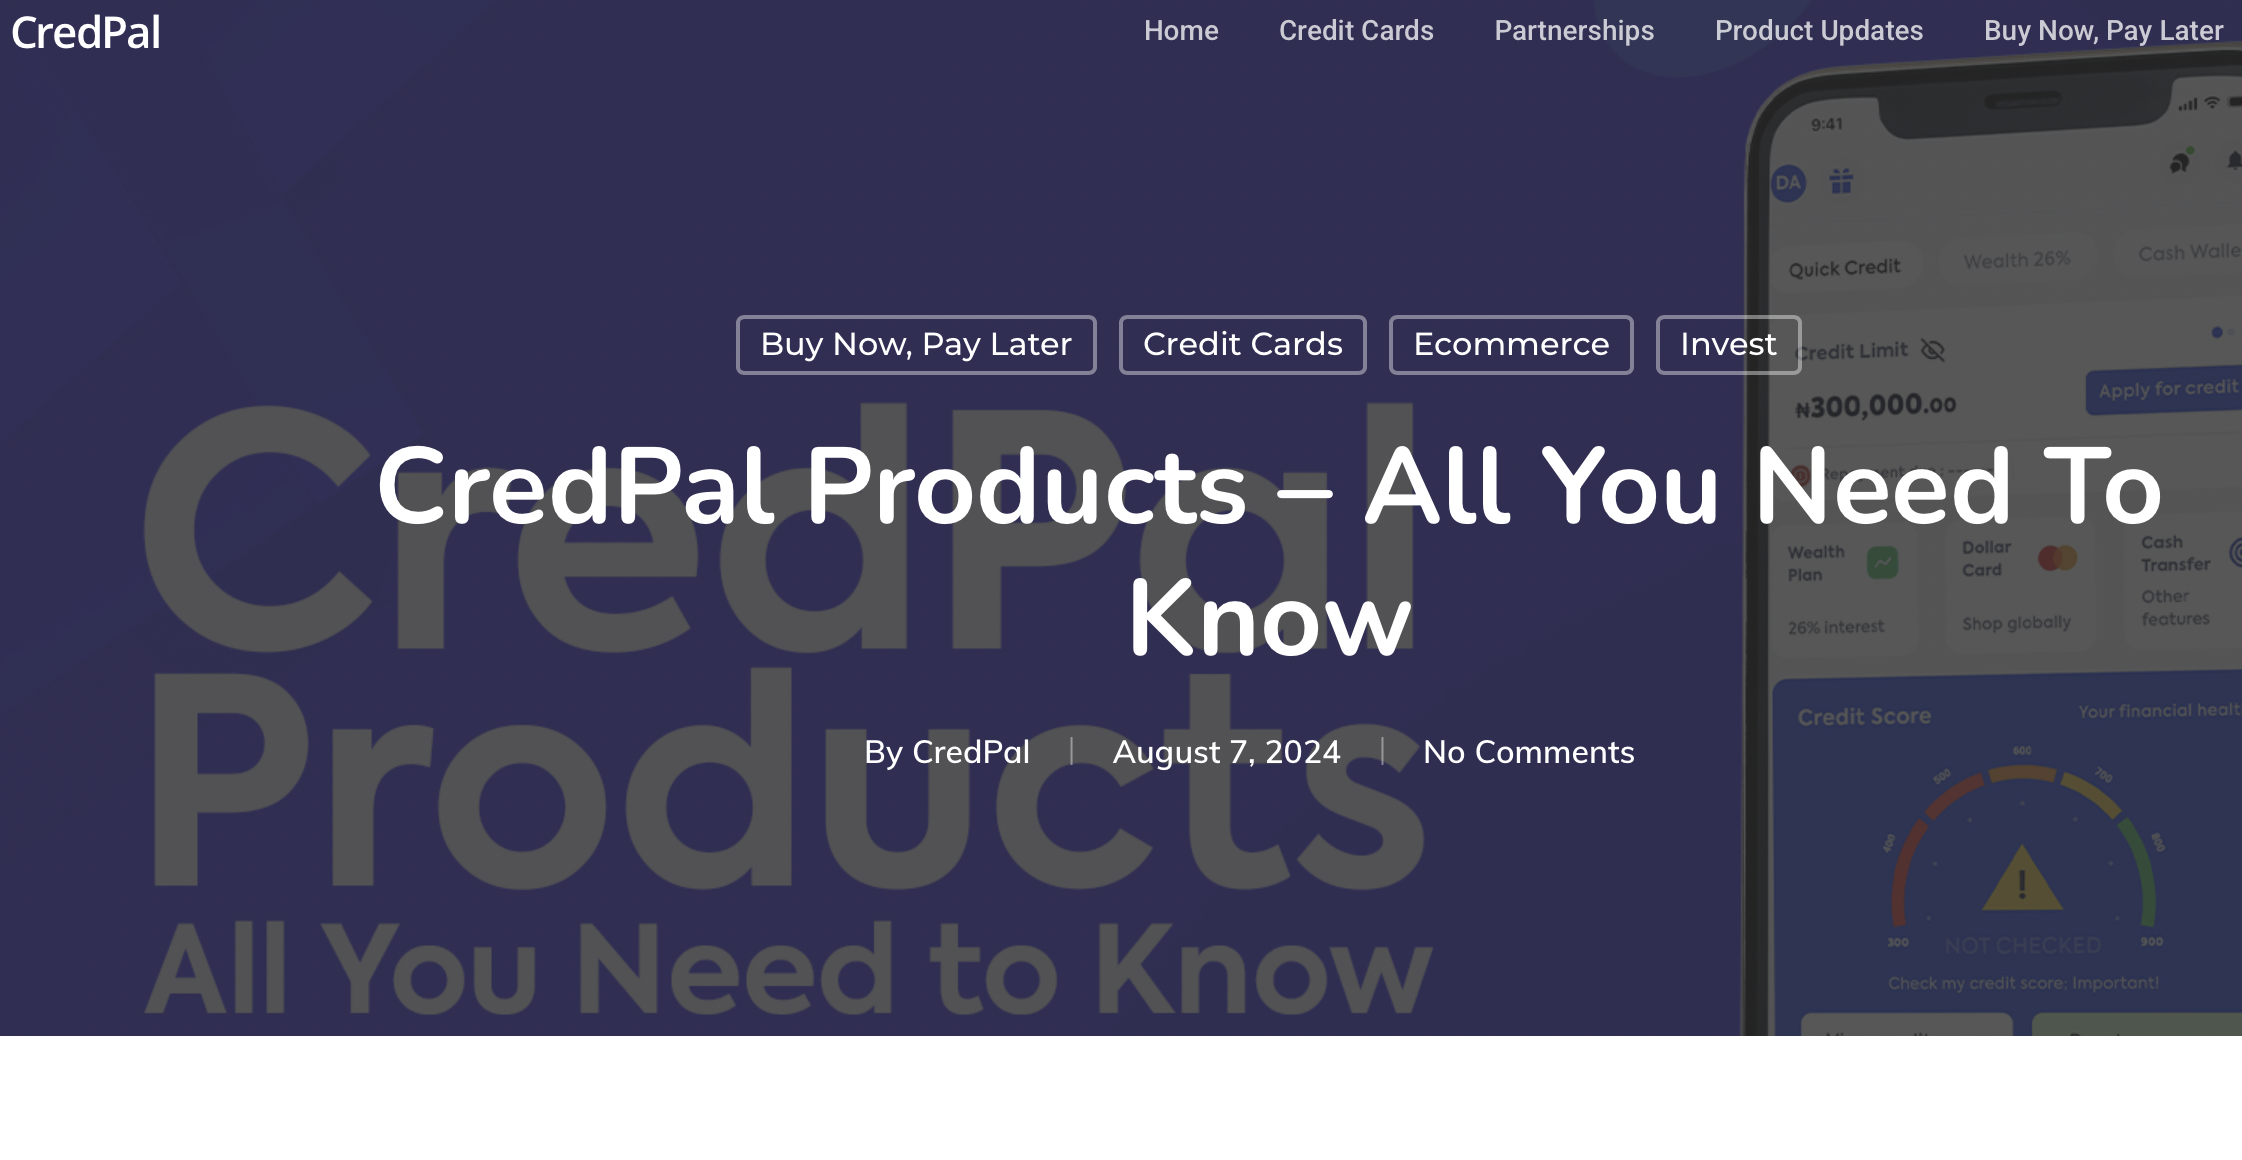 CredPal
Home
Credit Cards
Partnerships
Product Updates
Buy Now, Pay Later
9:41
DA
Quick Credit
Wealth 26%
Cash Walle
Buy Now, Pay Later
Credit Cards
Ecommerce
Invest
Credit Limit
₦300,000.00
Apply for credit
CredPal Products – All You Need To
Know
CredPal
Products
All You Need to Know
Wealth
Plan
26% interest
Dollar
Card
Shop globally
Cash
Transfer
Other
features
By CredPal
August 7, 2024
No Comments
Credit Score
Your financial healt
300
400
500
600
700
800
900
!
NOT CHECKED
Check my credit score; Important!